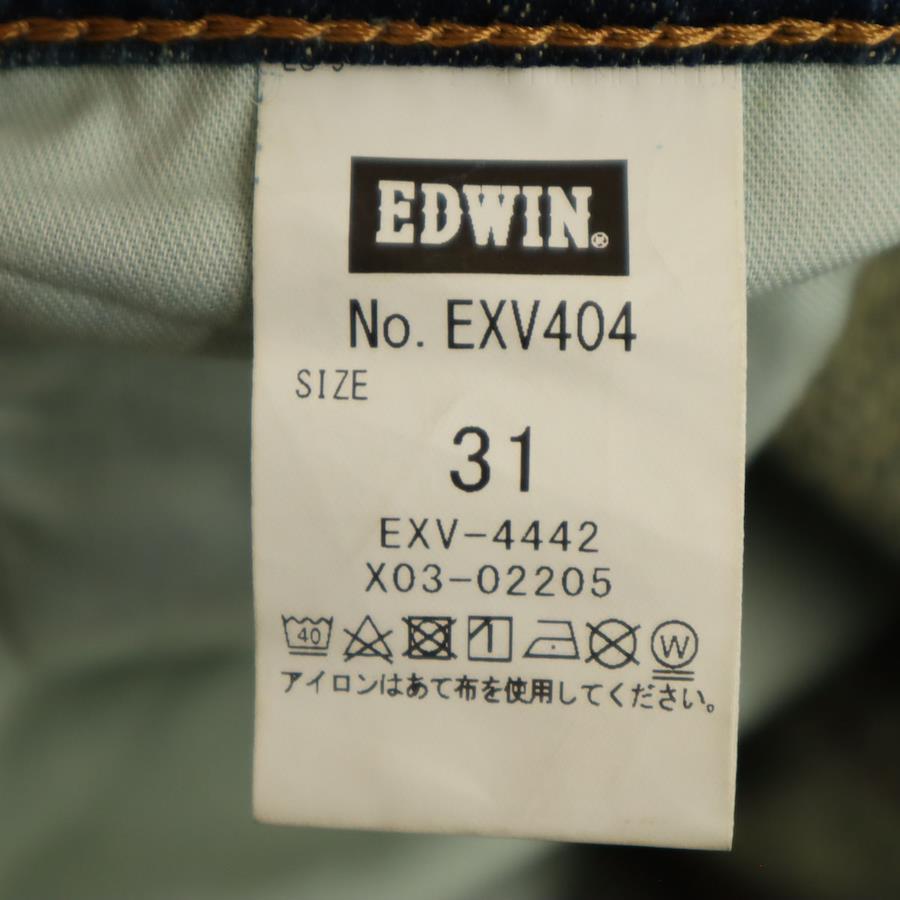 EDWIN®
No. EXV404
SIZE
31
EXV-4442
X03-02205
40 W
アイロンはあて布を使用してください。